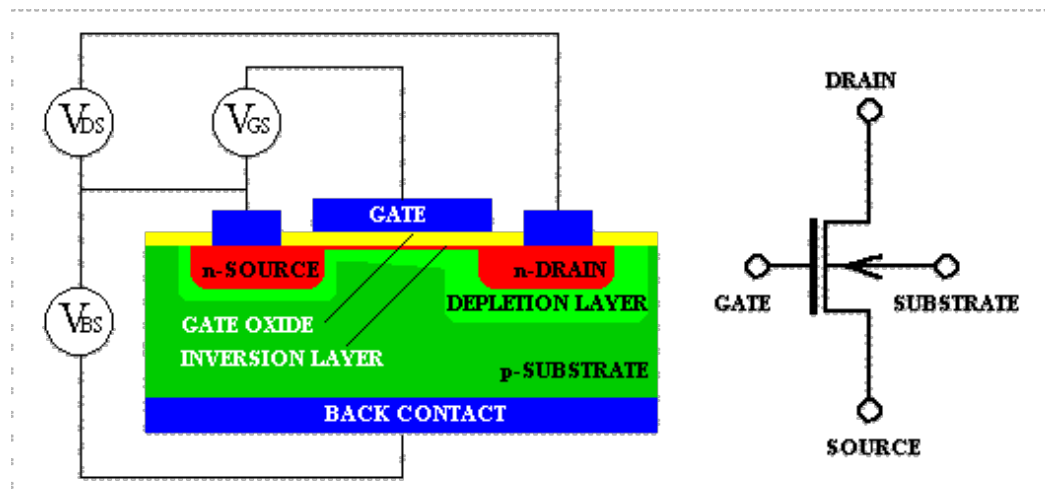 VDS
VGS
VBS
GATE
n-SOURCE
n-DRAIN
DEPLETION LAYER
GATE OXIDE
INVERSION LAYER
p-SUBSTRATE
BACK CONTACT
DRAIN
GATE
SUBSTRATE
SOURCE